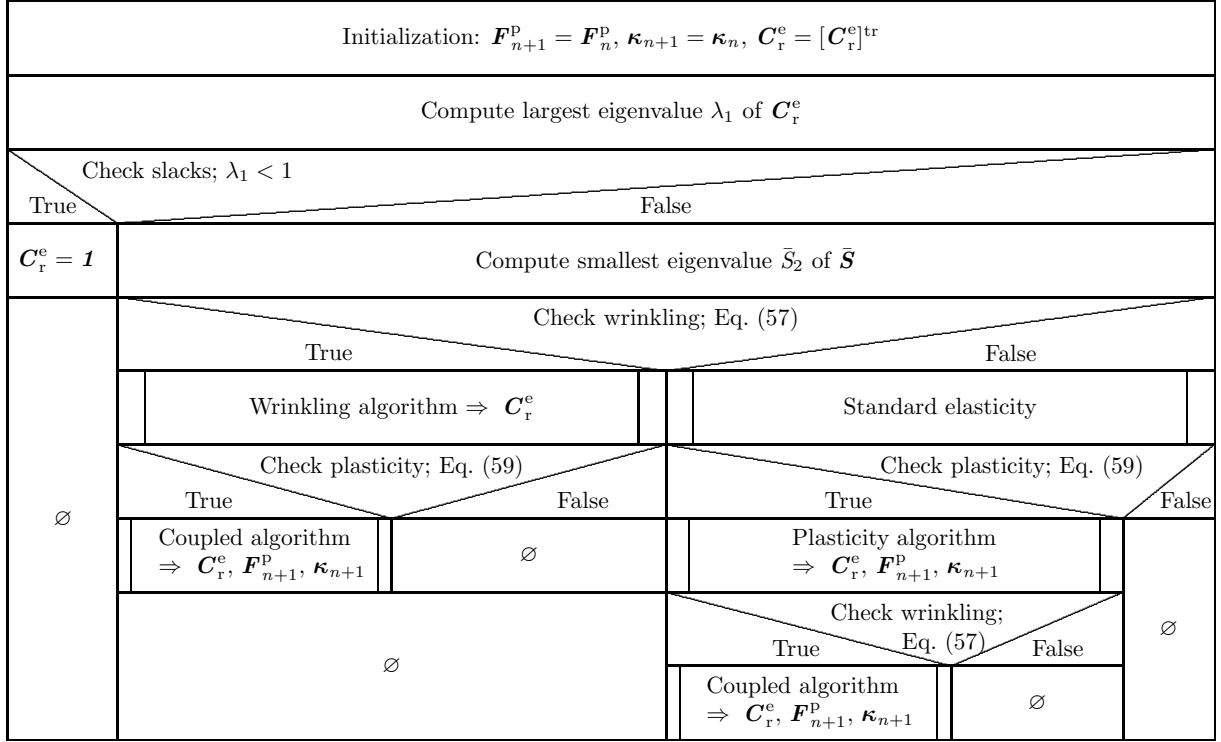 Initialization: F^p_{n+1} = F^p_n, κ_{n+1} = κ_n, C^e_r = [C^e_r]^{tr}
Compute largest eigenvalue λ_1 of C^e_r
Check slacks; λ_1 < 1
True False
C^e_r = 1 Compute smallest eigenvalue S̄_2 of S̄
Check wrinkling; Eq. (57)
True False
Wrinkling algorithm ⇒ C^e_r Standard elasticity
Check plasticity; Eq. (59) Check plasticity; Eq. (59)
True False True False
∅
Coupled algorithm
⇒ C^e_r, F^p_{n+1}, κ_{n+1}
∅
Plasticity algorithm
⇒ C^e_r, F^p_{n+1}, κ_{n+1}
∅
Check wrinkling;
Eq. (57)
True False
∅
Coupled algorithm
⇒ C^e_r, F^p_{n+1}, κ_{n+1}
∅